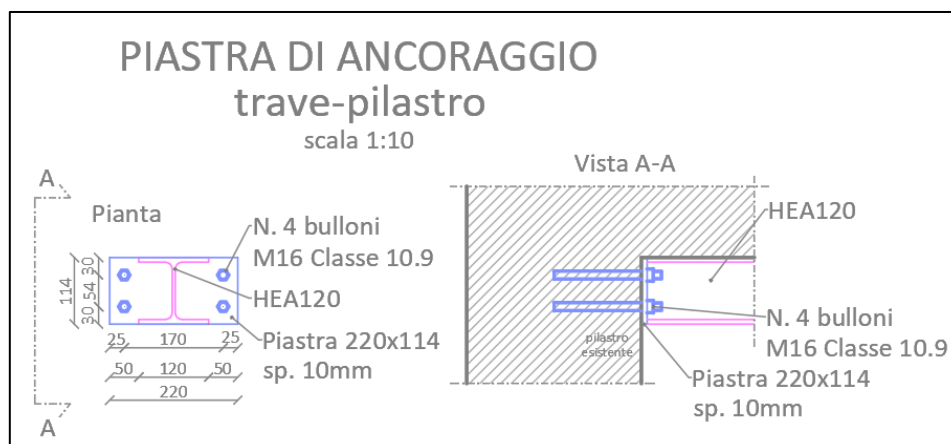 PIASTRA DI ANCORAGGIO
trave-pilastro
scala 1:10
A
Pianta
N. 4 bulloni
M16 Classe 10.9
HEA120
Piastra 220x114
sp. 10mm
114
30
54
30
25 170 25
50 120 50
220
A
Vista A-A
HEA120
N. 4 bulloni
M16 Classe 10.9
pilastro
esistente
Piastra 220x114
sp. 10mm